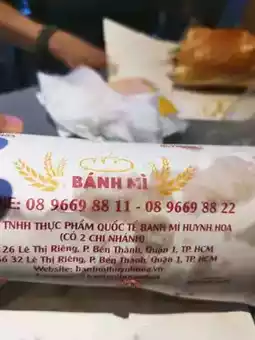 BÁNH MÌ
E: 08 9669 88 11 - 08 9669 88 22
TNHH THỰC PHẨM QUỐC TẾ BÁNH MÌ HUYNH HOA
(CÓ 2 CHI NHÁNH)
26 Lê Thị Riêng, P. Bến Thành, Quận 1, TP. HCM
32 Lê Thị Riêng, P. Bến Thành, Quận 1, TP. HCM
Website: